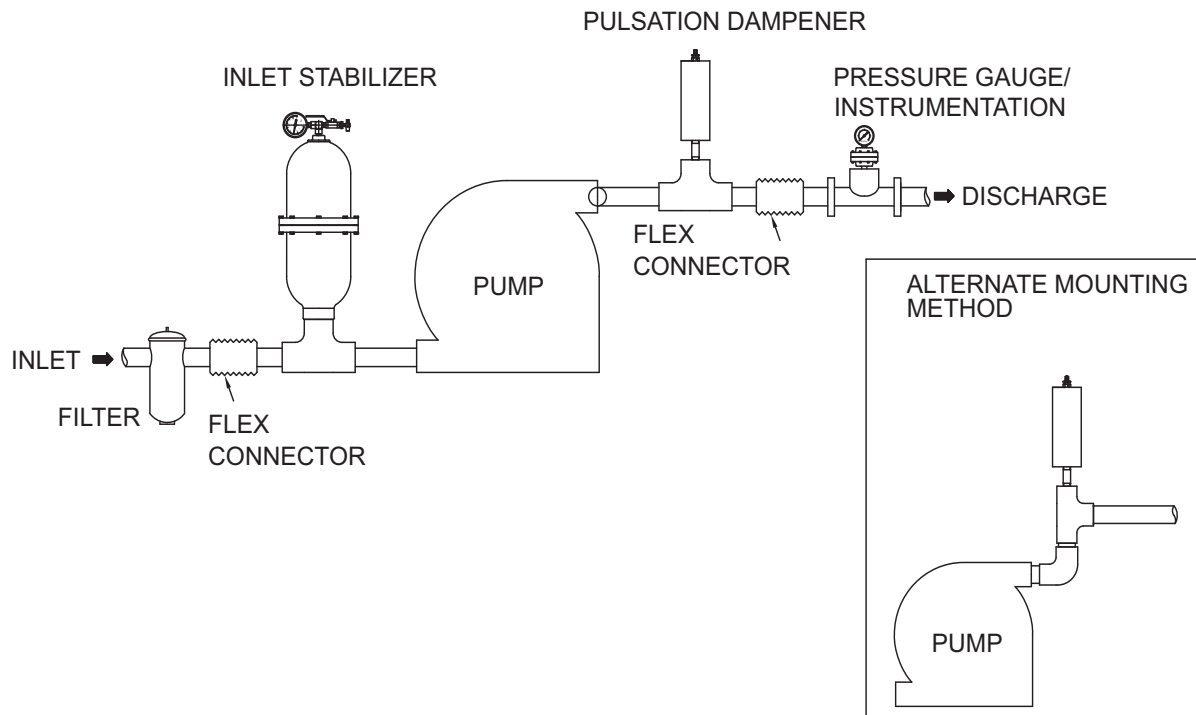 PULSATION DAMPENER
INLET STABILIZER
PRESSURE GAUGE/
INSTRUMENTATION
DISCHARGE
FLEX
CONNECTOR
PUMP
INLET
FILTER
FLEX
CONNECTOR
ALTERNATE MOUNTING
METHOD
PUMP